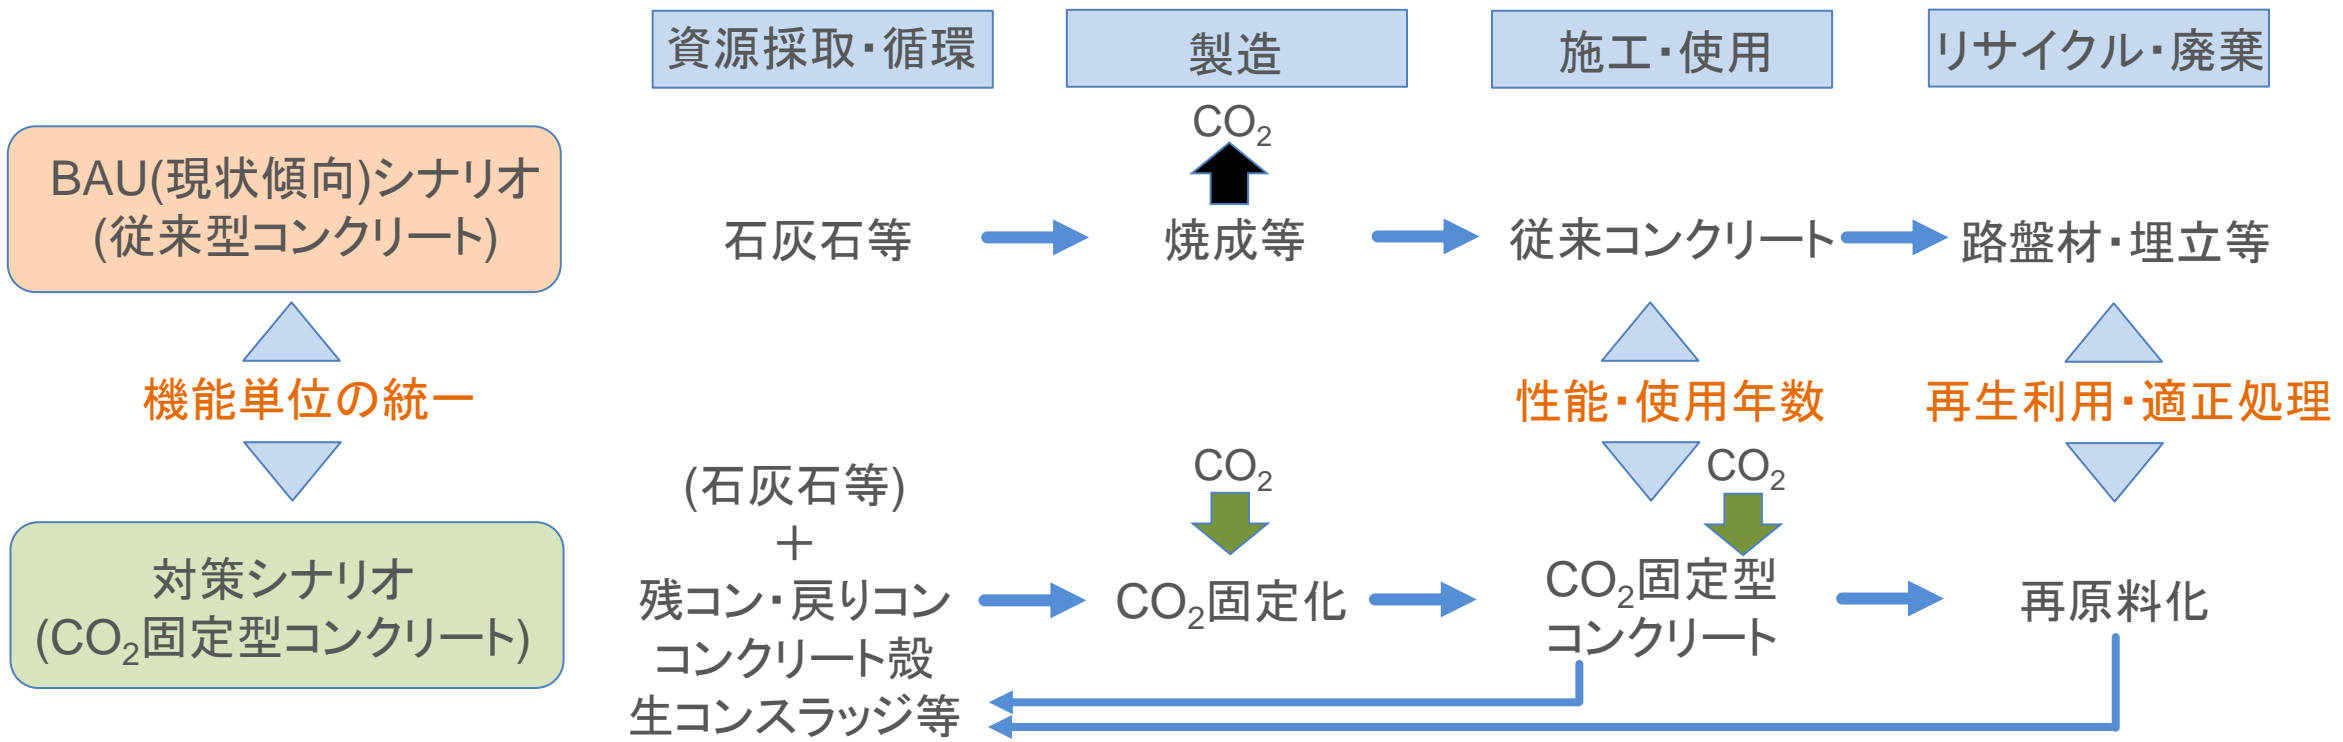 資源採取・循環
製造
施工・使用
リサイクル・廃棄
BAU(現状傾向)シナリオ
(従来型コンクリート)
CO₂
石灰石等
焼成等
従来コンクリート
路盤材・埋立等
機能単位の統一
性能・使用年数
再生利用・適正処理
対策シナリオ
(CO₂固定型コンクリート)
(石灰石等)
＋
残コン・戻りコン
コンクリート殻
生コンスラッジ等
CO₂
CO₂固定化
CO₂
CO₂固定型
コンクリート
再原料化